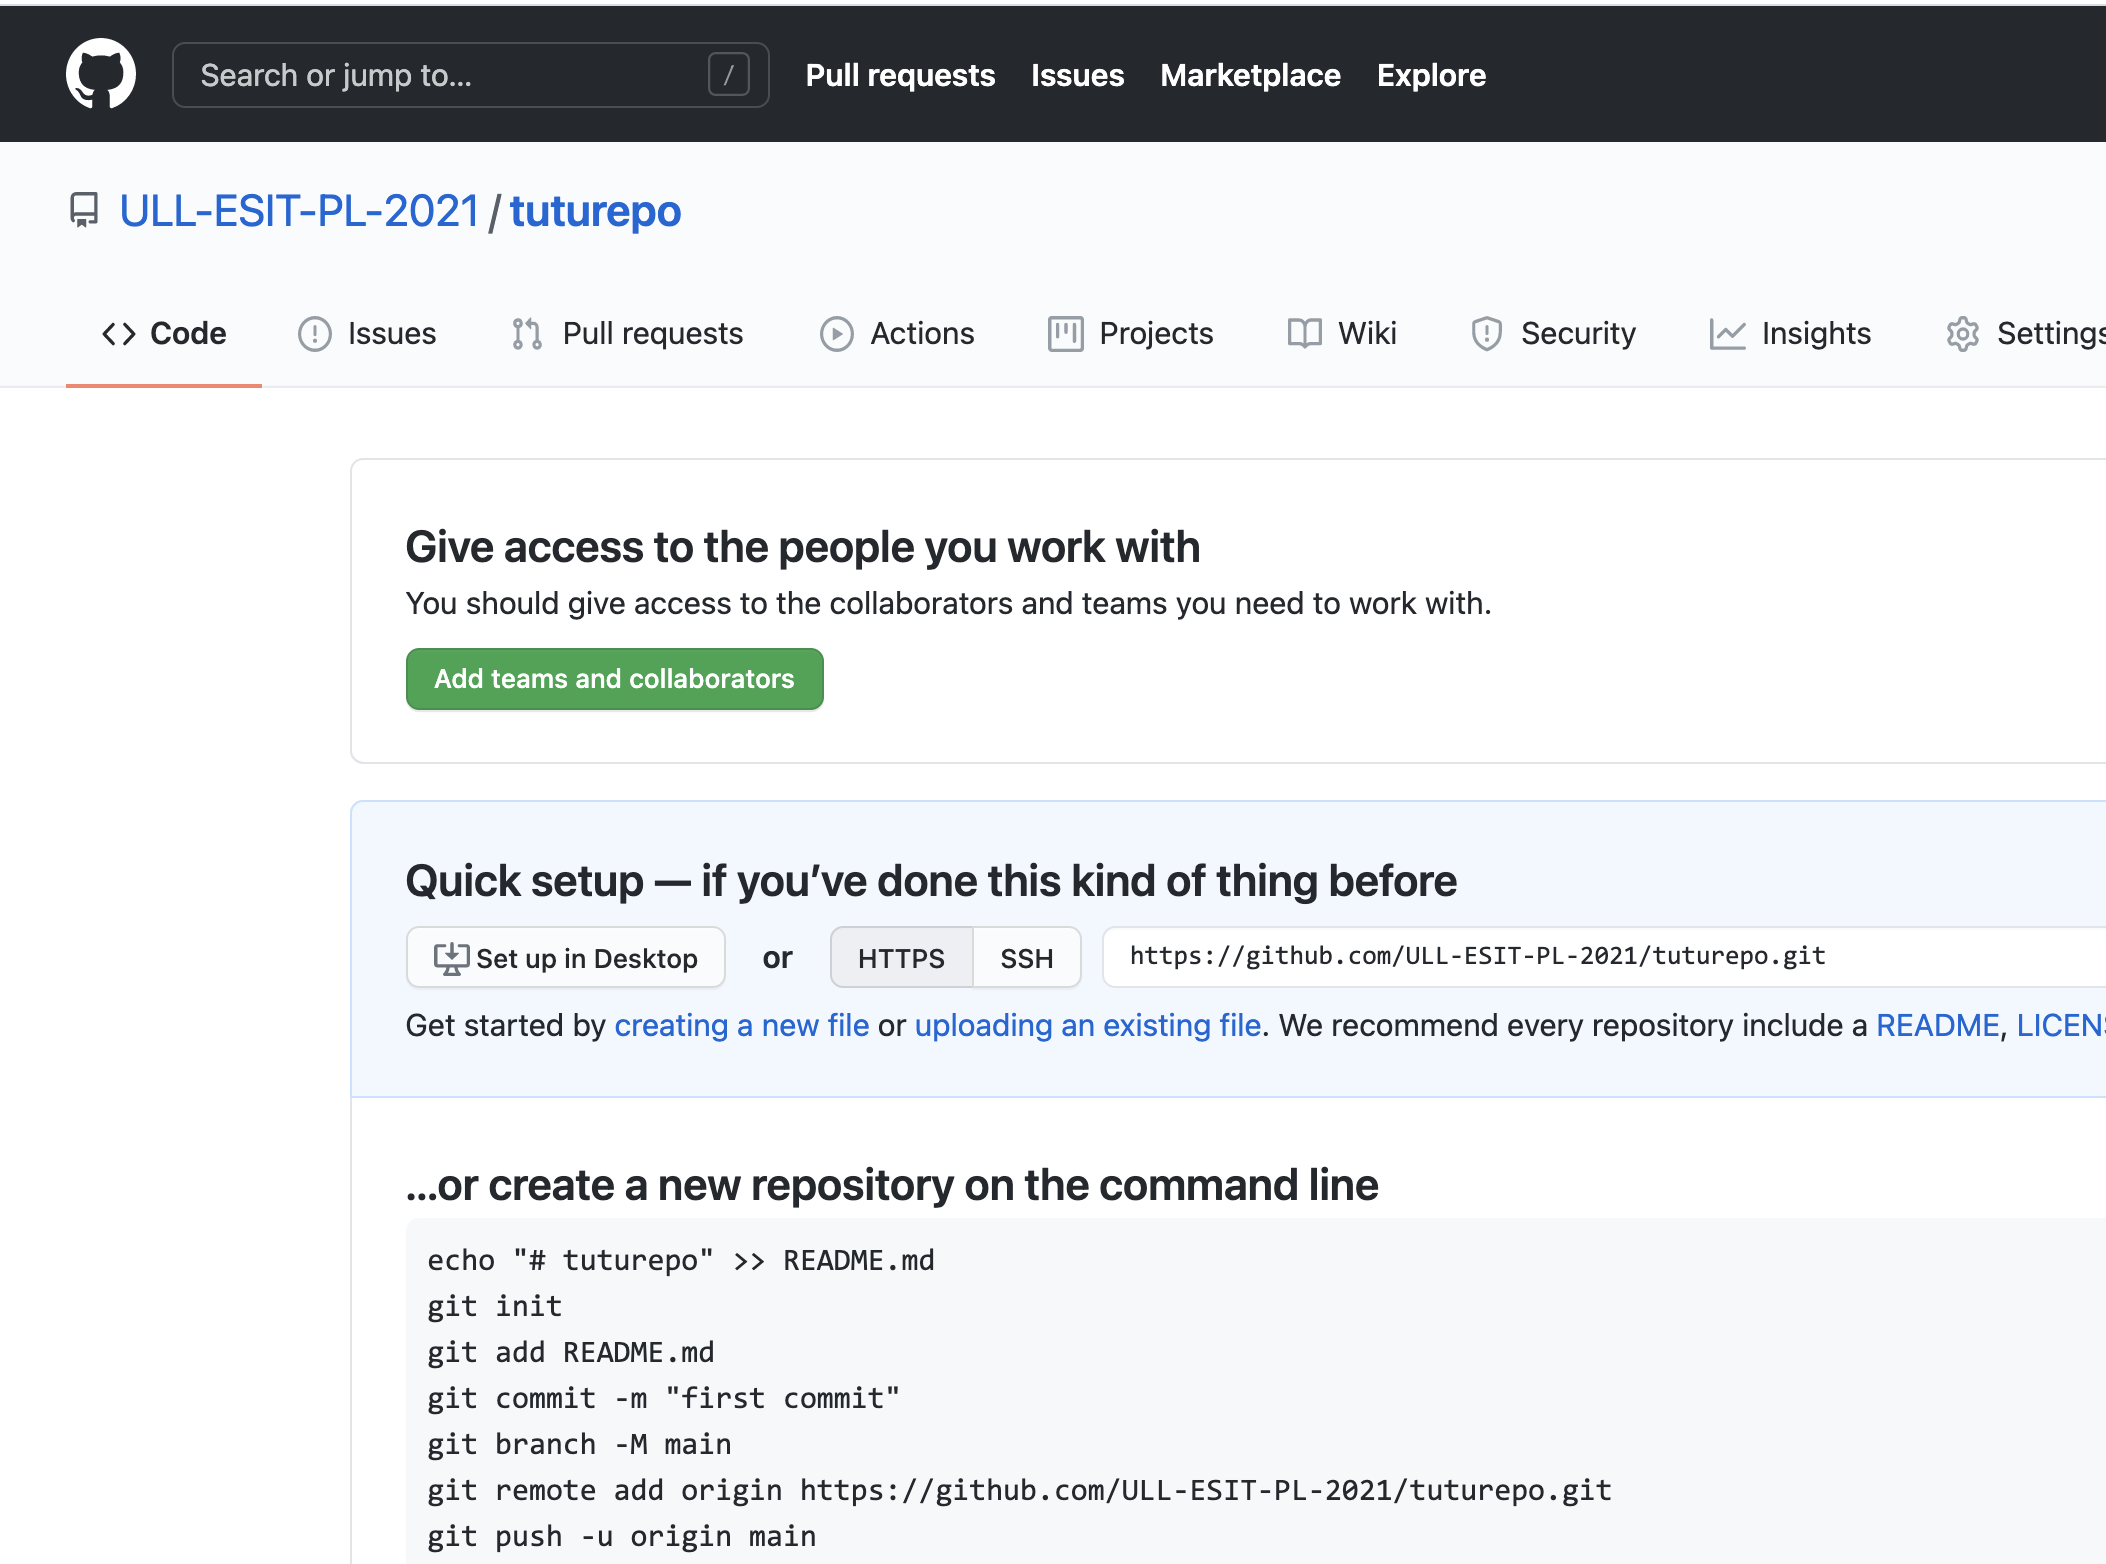 Search or jump to... / Pull requests Issues Marketplace Explore
ULL-ESIT-PL-2021 / tuturepo
Code Issues Pull requests Actions Projects Wiki Security Insights Settings
Give access to the people you work with
You should give access to the collaborators and teams you need to work with.
Add teams and collaborators
Quick setup — if you’ve done this kind of thing before
Set up in Desktop or HTTPS SSH https://github.com/ULL-ESIT-PL-2021/tuturepo.git
Get started by creating a new file or uploading an existing file. We recommend every repository include a README, LICENS
…or create a new repository on the command line
echo "# tuturepo" >> README.md
git init
git add README.md
git commit -m "first commit"
git branch -M main
git remote add origin https://github.com/ULL-ESIT-PL-2021/tuturepo.git
git push -u origin main